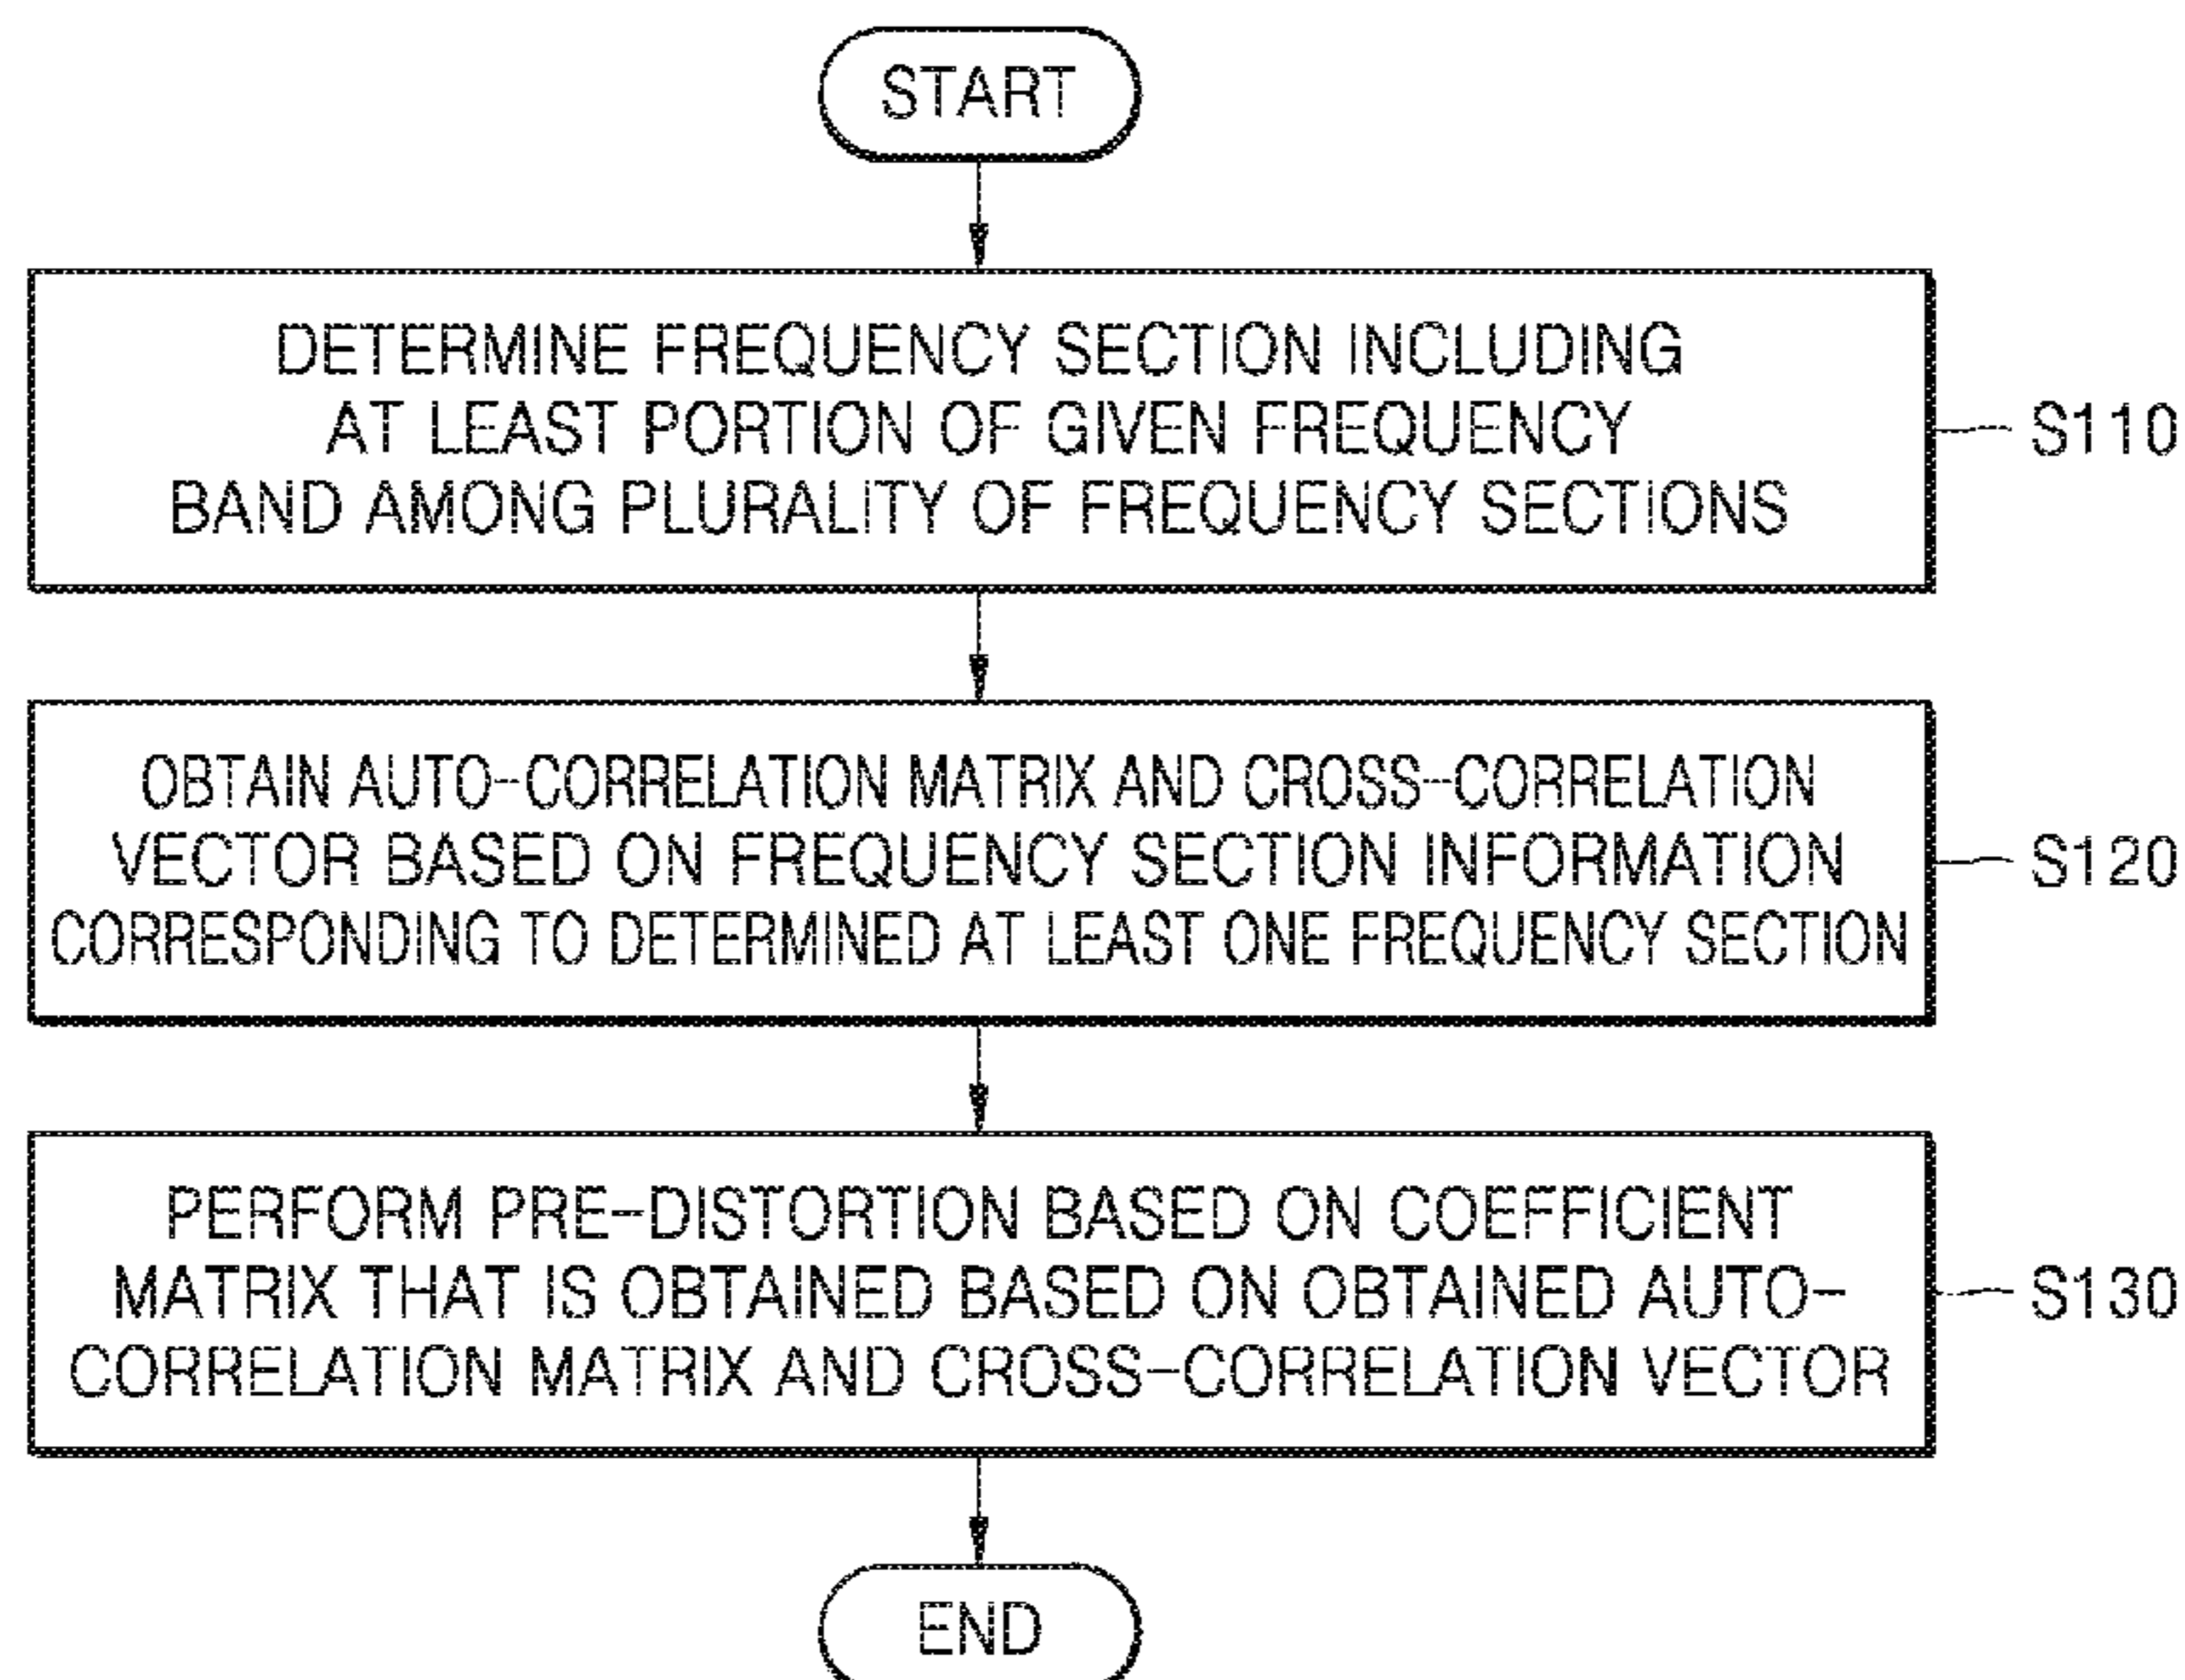 START
DETERMINE FREQUENCY SECTION INCLUDING
AT LEAST PORTION OF GIVEN FREQUENCY
BAND AMONG PLURALITY OF FREQUENCY SECTIONS
S110
OBTAIN AUTO-CORRELATION MATRIX AND CROSS-CORRELATION
VECTOR BASED ON FREQUENCY SECTION INFORMATION
CORRESPONDING TO DETERMINED AT LEAST ONE FREQUENCY SECTION
S120
PERFORM PRE-DISTORTION BASED ON COEFFICIENT
MATRIX THAT IS OBTAINED BASED ON OBTAINED AUTO-
CORRELATION MATRIX AND CROSS-CORRELATION VECTOR
S130
END